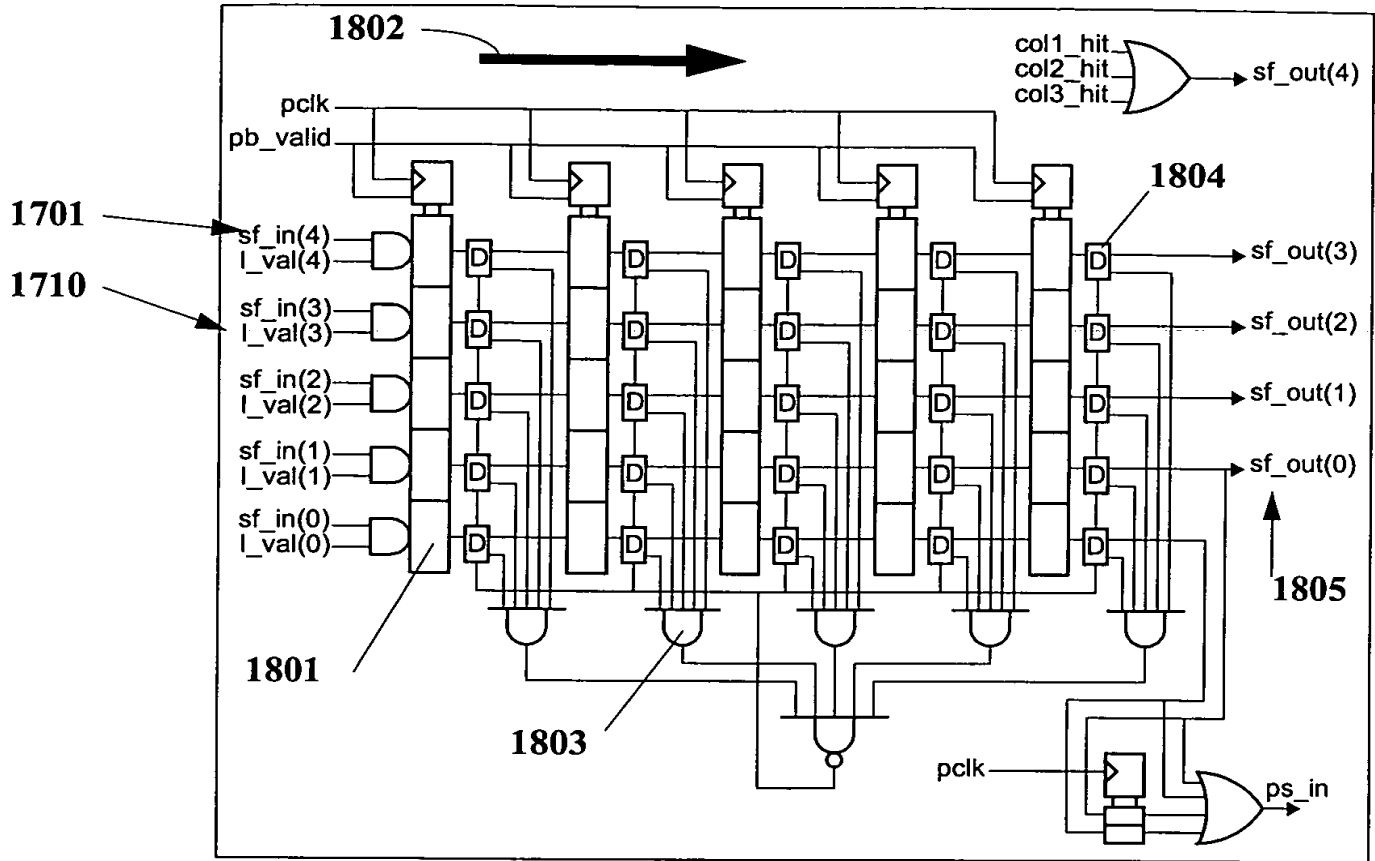 1802
col1_hit
col2_hit
col3_hit
sf_out(4)
pclk
pb_valid
1804
1701
sf_in(4)
l_val(4)
D D D D D
sf_out(3)
1710
sf_in(3)
l_val(3)
D D D D D
sf_out(2)
sf_in(2)
l_val(2)
D D D D D
sf_out(1)
sf_in(1)
l_val(1)
D D D D D
sf_out(0)
sf_in(0)
l_val(0)
D D D D D
1805
1801
1803
pclk
ps_in